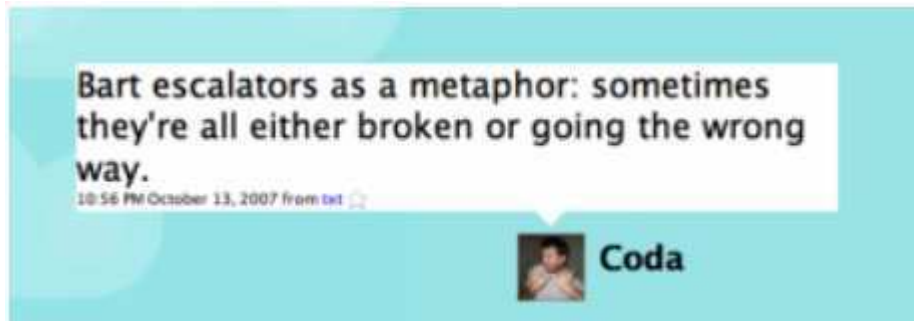 Bart escalators as a metaphor: sometimes
they're all either broken or going the wrong
way.
10:56 PM October 13, 2007 from txt
Coda